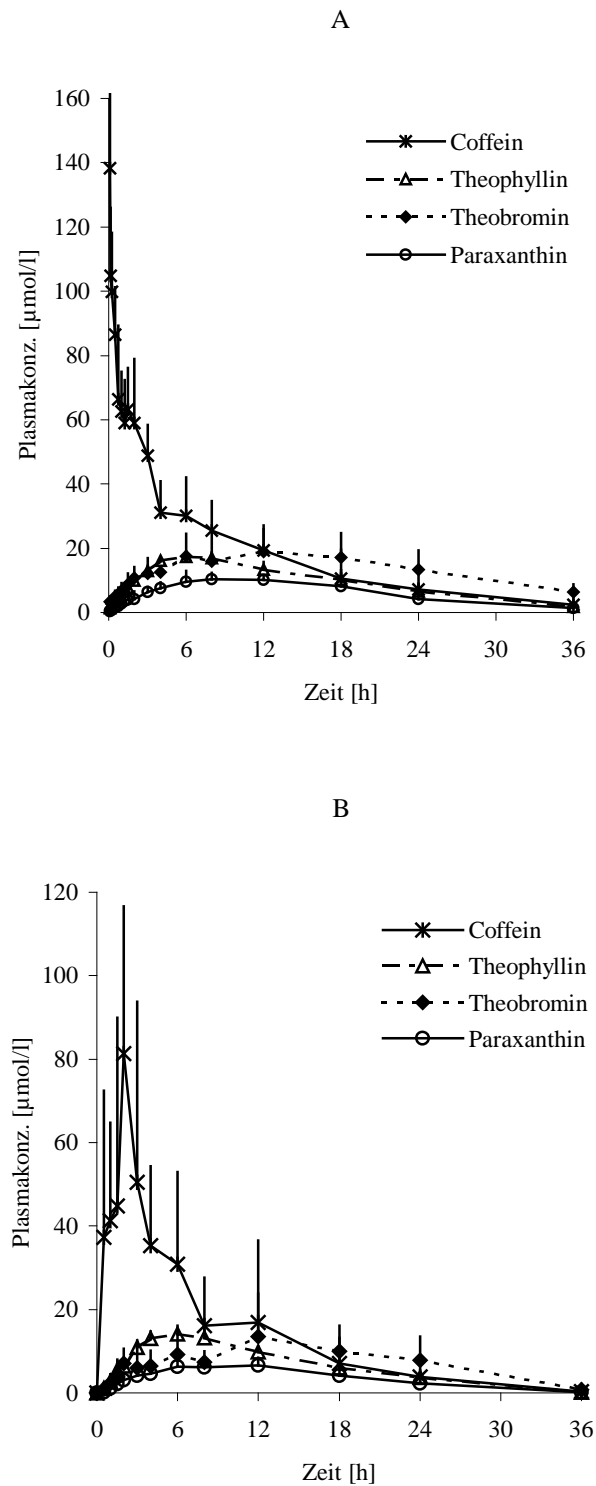 A
160
140
120
100
80
60
40
20
0
Plasmakonz. [µmol/l]
Coffein
Theophyllin
Theobromin
Paraxanthin
0 6 12 18 24 30 36
Zeit [h]
B
120
100
80
60
40
20
0
Plasmakonz. [µmol/l]
Coffein
Theophyllin
Theobromin
Paraxanthin
0 6 12 18 24 30 36
Zeit [h]